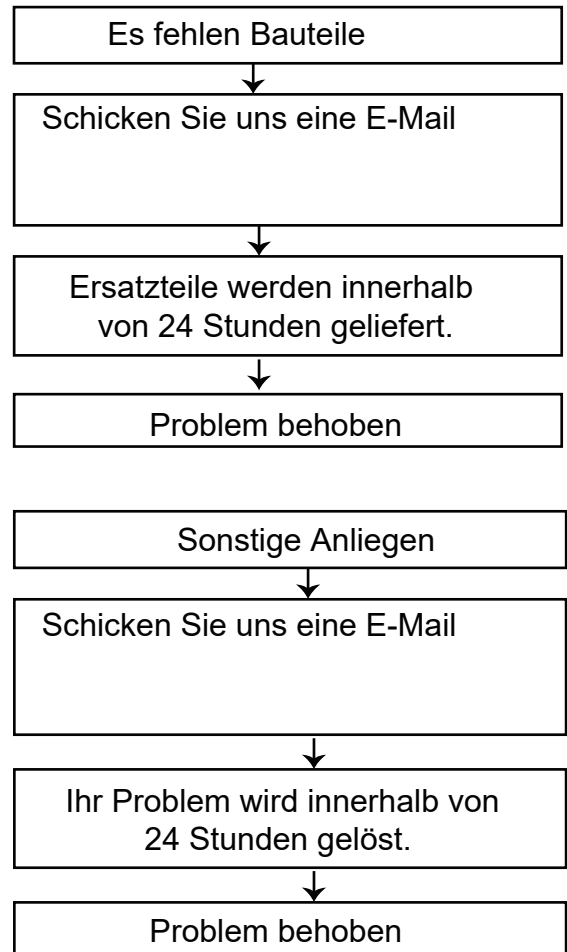 Es fehlen Bauteile
Schicken Sie uns eine E-Mail
Ersatzteile werden innerhalb
von 24 Stunden geliefert.
Problem behoben
Sonstige Anliegen
Schicken Sie uns eine E-Mail
Ihr Problem wird innerhalb von
24 Stunden gelöst.
Problem behoben